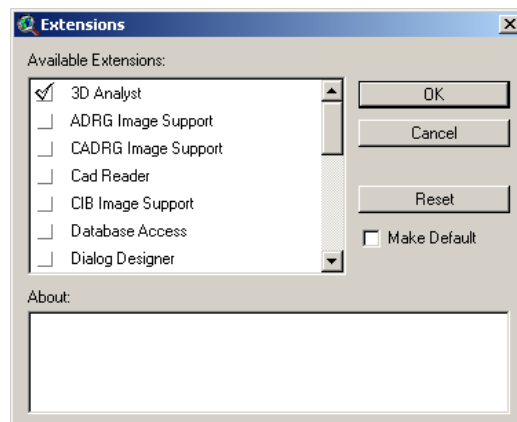 Extensions
Available Extensions:
3D Analyst
ADRG Image Support
CADRG Image Support
Cad Reader
CIB Image Support
Database Access
Dialog Designer
OK
Cancel
Reset
Make Default
About: